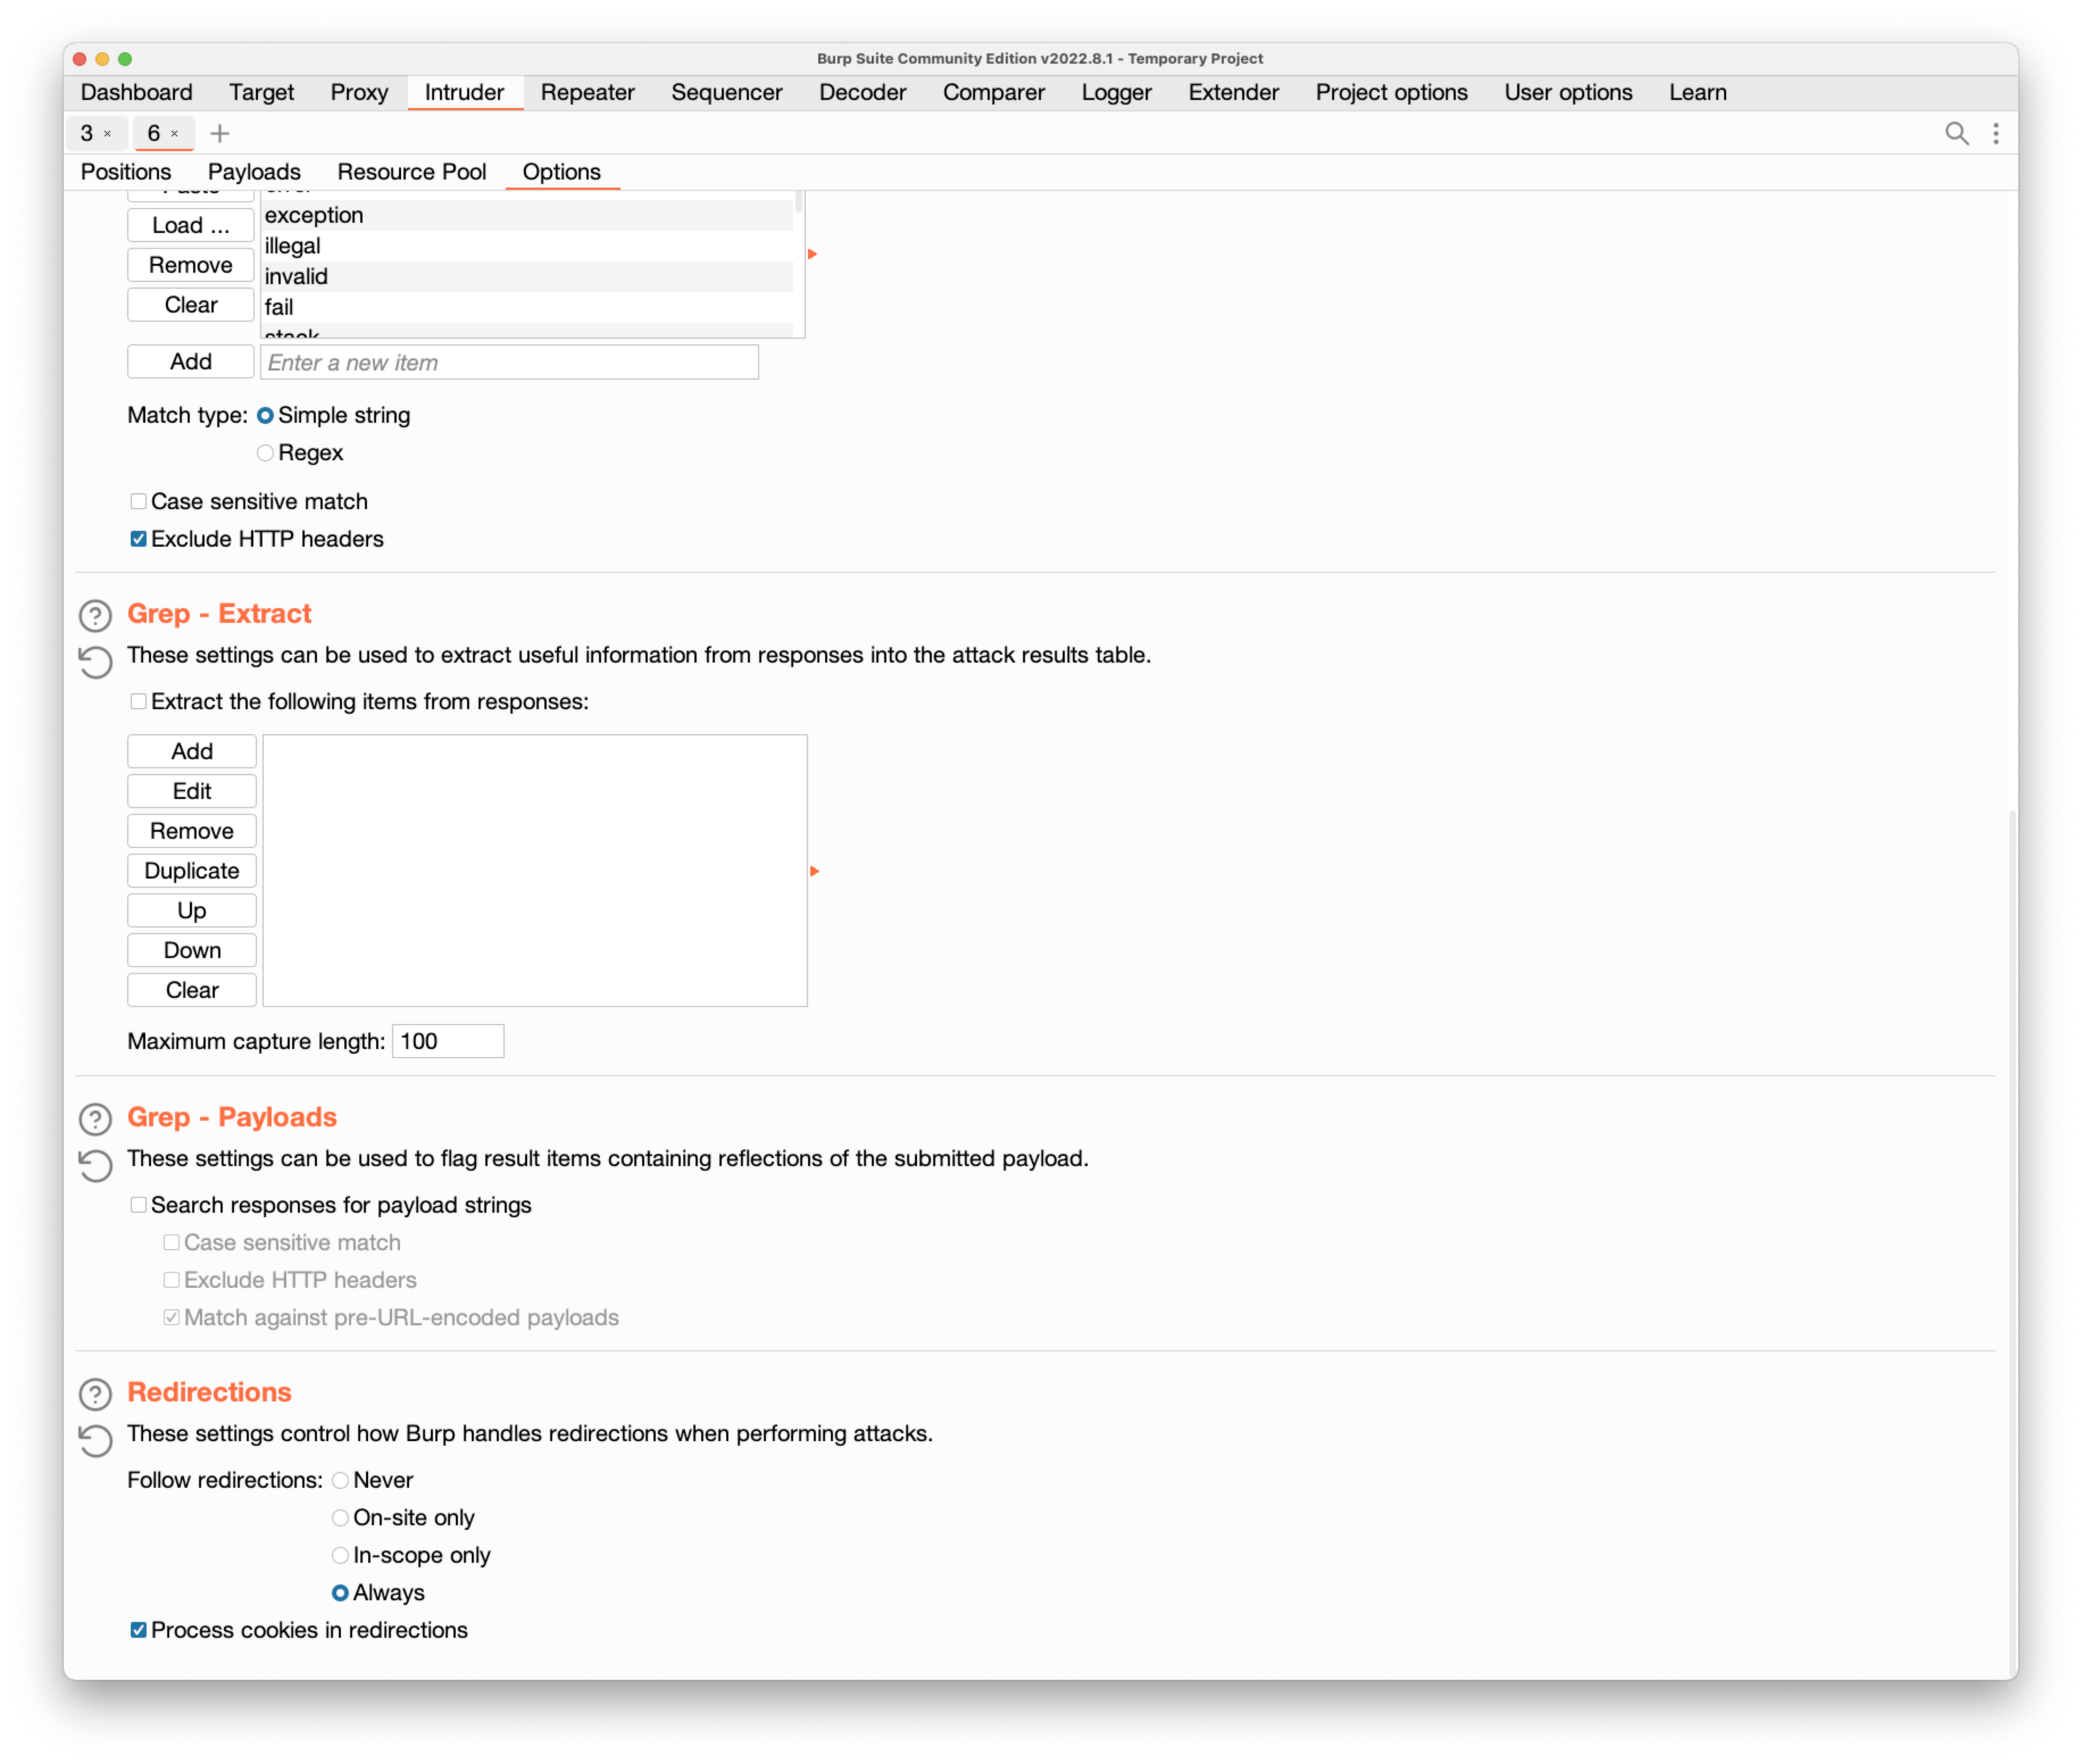 Burp Suite Community Edition v2022.8.1 - Temporary Project
Dashboard Target Proxy Intruder Repeater Sequencer Decoder Comparer Logger Extender Project options User options Learn
3 × 6 × +
Positions Payloads Resource Pool Options
Load ...
Remove
Clear
exception
illegal
invalid
fail
stack
Add Enter a new item
Match type: Simple string
Regex
Case sensitive match
Exclude HTTP headers
? Grep - Extract
These settings can be used to extract useful information from responses into the attack results table.
Extract the following items from responses:
Add
Edit
Remove
Duplicate
Up
Down
Clear
Maximum capture length: 100
? Grep - Payloads
These settings can be used to flag result items containing reflections of the submitted payload.
Search responses for payload strings
Case sensitive match
Exclude HTTP headers
Match against pre-URL-encoded payloads
? Redirections
These settings control how Burp handles redirections when performing attacks.
Follow redirections: Never
On-site only
In-scope only
Always
Process cookies in redirections